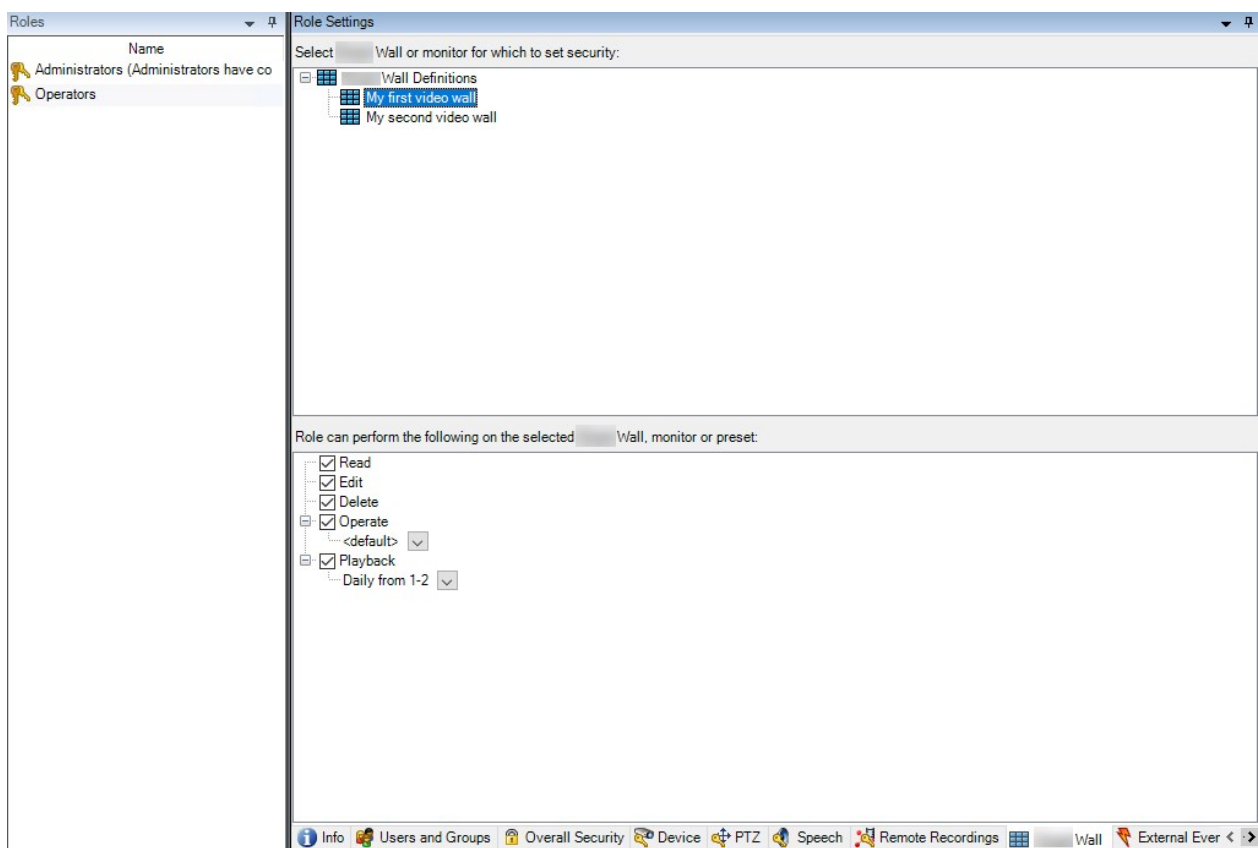 Roles
Name
Administrators (Administrators have co
Operators
Role Settings
Select Wall or monitor for which to set security:
Wall Definitions
My first video wall
My second video wall
Role can perform the following on the selected Wall, monitor or preset:
Read
Edit
Delete
Operate
<default>
Playback
Daily from 1-2
Info Users and Groups Overall Security Device PTZ Speech Remote Recordings Wall External Ever